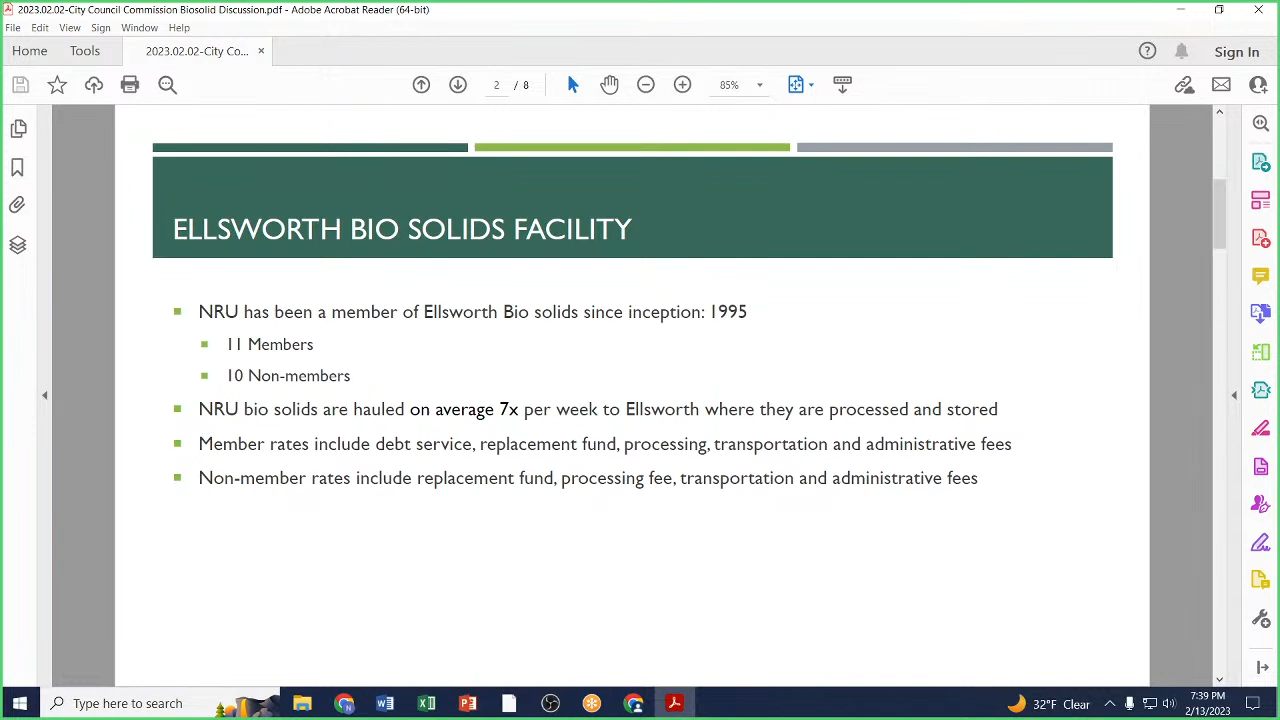 2023.02.02-City Council Commission Biosolid Discussion.pdf - Adobe Acrobat Reader (64-bit)
File Edit View Sign Window Help
Home Tools 2023.02.02-City Co... × Sign In
2 / 8 85%
ELLSWORTH BIO SOLIDS FACILITY
NRU has been a member of Ellsworth Bio solids since inception: 1995
11 Members
10 Non-members
NRU bio solids are hauled on average 7x per week to Ellsworth where they are processed and stored
Member rates include debt service, replacement fund, processing, transportation and administrative fees
Non-member rates include replacement fund, processing fee, transportation and administrative fees
Type here to search
32°F Clear
7:39 PM
2/13/2023